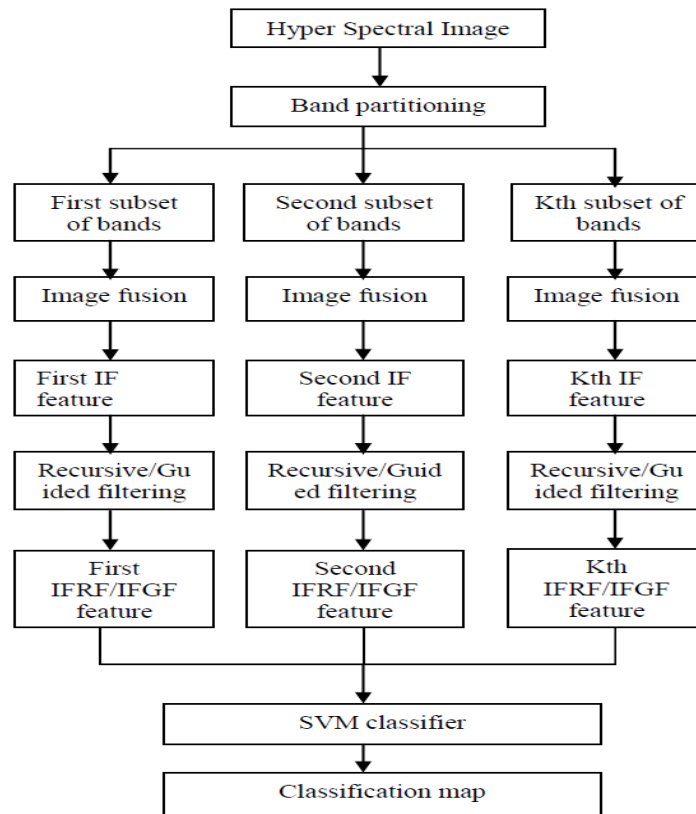 Hyper Spectral Image
Band partitioning
First subset
of bands
Second subset
of bands
Kth subset of
bands
Image fusion
Image fusion
Image fusion
First IF
feature
Second IF
feature
Kth IF
feature
Recursive/Gu
ided filtering
Recursive/Guid
ed filtering
Recursive/Gu
ided filtering
First
IFRF/IFGF
feature
Second
IFRF/IFGF
feature
Kth
IFRF/IFGF
feature
SVM classifier
Classification map